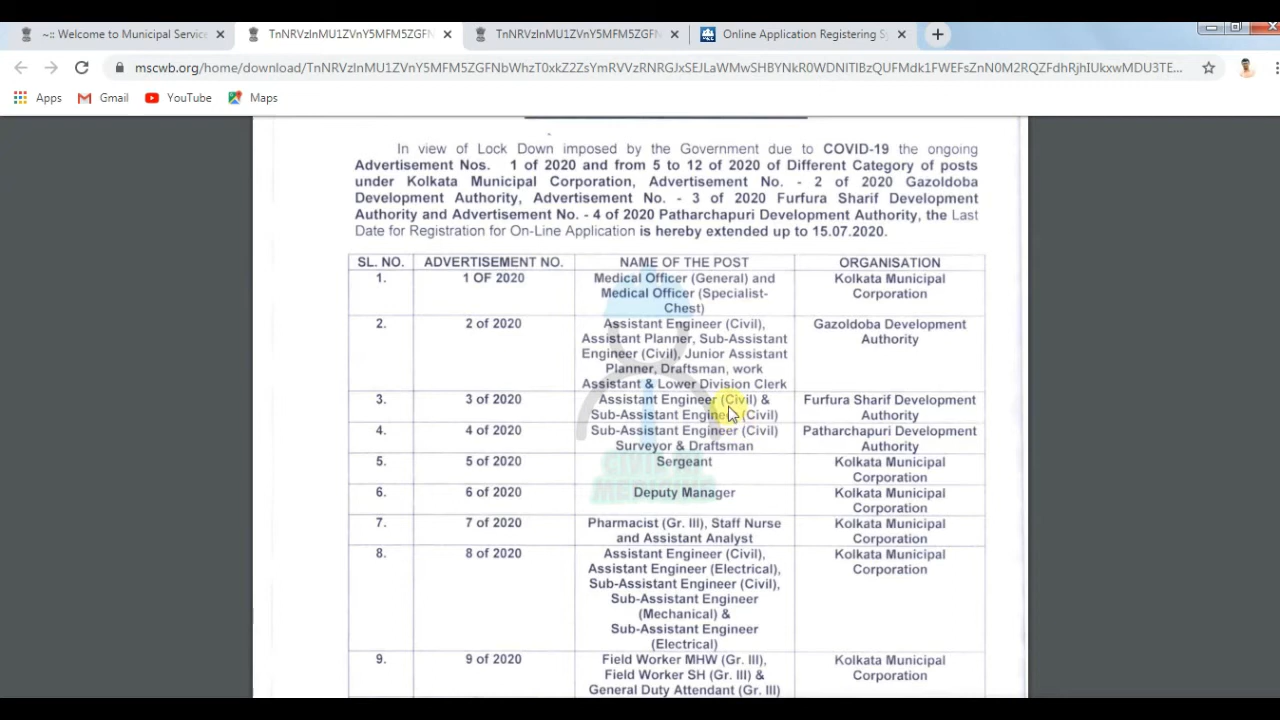 ~:: Welcome to Municipal Service
TnNRVzlnMU1ZVnY5MFM5ZGFN
TnNRVzlnMU1ZVnY5MFM5ZGFN
Online Application Registering S
Apps
Gmail
YouTube
Maps
In view of Lock Down imposed by the Government due to COVID-19 the ongoing
Advertisement Nos. 1 of 2020 and from 5 to 12 of 2020 of Different Category of posts
under Kolkata Municipal Corporation, Advertisement No. - 2 of 2020 Gazoldoba
Development Authority, Advertisement No. - 3 of 2020 Furfura Sharif Development
Authority and Advertisement No. - 4 of 2020 Patharchapuri Development Authority, the Last
Date for Registration for On-Line Application is hereby extended up to 15.07.2020.
SL. NO. ADVERTISEMENT NO. NAME OF THE POST ORGANISATION
1. 1 OF 2020 Medical Officer (General) and Kolkata Municipal
Medical Officer (Specialist- Corporation
Chest)
2. 2 of 2020 Assistant Engineer (Civil), Gazoldoba Development
Assistant Planner, Sub-Assistant Authority
Engineer (Civil), Junior Assistant
Planner, Draftsman, work
Assistant & Lower Division Clerk
3. 3 of 2020 Assistant Engineer (Civil) & Furfura Sharif Development
Sub-Assistant Engineer (Civil) Authority
4. 4 of 2020 Sub-Assistant Engineer (Civil) Patharchapuri Development
Surveyor & Draftsman Authority
5. 5 of 2020 Sergeant Kolkata Municipal
Corporation
6. 6 of 2020 Deputy Manager Kolkata Municipal
Corporation
7. 7 of 2020 Pharmacist (Gr. III), Staff Nurse Kolkata Municipal
and Assistant Analyst Corporation
8. 8 of 2020 Assistant Engineer (Civil), Kolkata Municipal
Assistant Engineer (Electrical), Corporation
Sub-Assistant Engineer (Civil),
Sub-Assistant Engineer
(Mechanical) &
Sub-Assistant Engineer
(Electrical)
9. 9 of 2020 Field Worker MHW (Gr. III), Kolkata Municipal
Field Worker SH (Gr. III) & Corporation
General Duty Attendant (Gr. III)